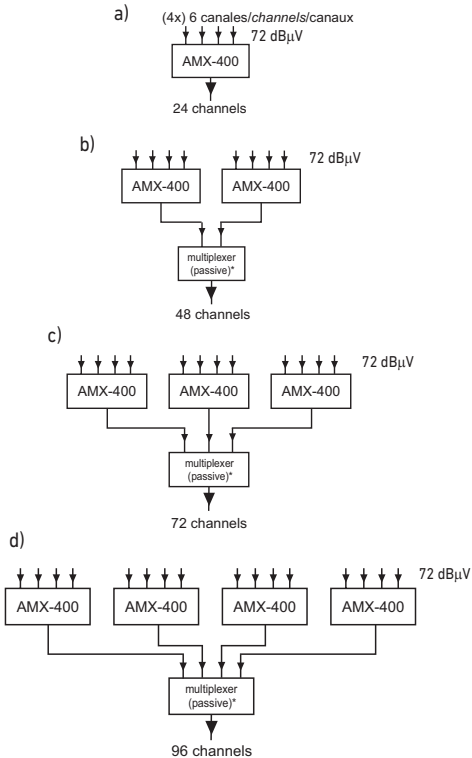 a)
(4x) 6 canales/channels/canaux
72 dBµV
AMX-400
24 channels
b)
72 dBµV
AMX-400 AMX-400
multiplexer
(passive)*
48 channels
c)
72 dBµV
AMX-400 AMX-400 AMX-400
multiplexer
(passive)*
72 channels
d)
72 dBµV
AMX-400 AMX-400 AMX-400 AMX-400
multiplexer
(passive)*
96 channels